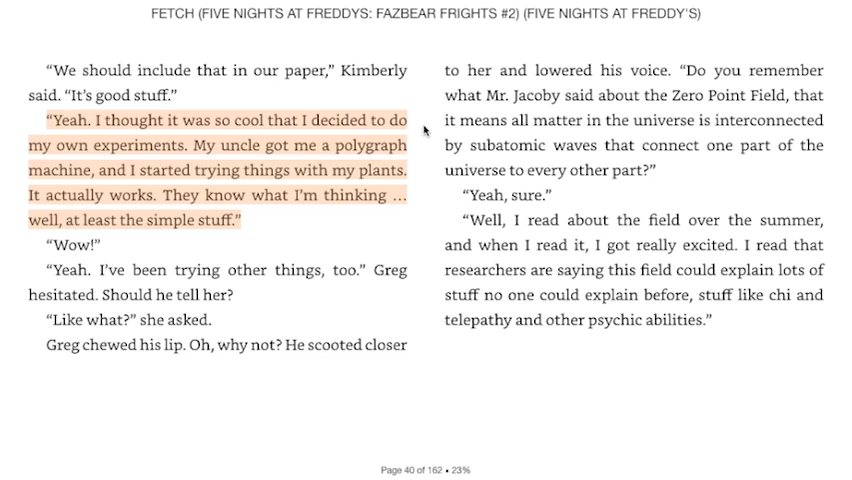 FETCH (FIVE NIGHTS AT FREDDYS: FAZBEAR FRIGHTS #2) (FIVE NIGHTS AT FREDDY'S)
“We should include that in our paper,” Kimberly
said. “It’s good stuff.”
“Yeah. I thought it was so cool that I decided to do
my own experiments. My uncle got me a polygraph
machine, and I started trying things with my plants.
It actually works. They know what I’m thinking …
well, at least the simple stuff.”
“Wow!”
“Yeah. I’ve been trying other things, too.” Greg
hesitated. Should he tell her?
“Like what?” she asked.
Greg chewed his lip. Oh, why not? He scooted closer
to her and lowered his voice. “Do you remember
what Mr. Jacoby said about the Zero Point Field, that
it means all matter in the universe is interconnected
by subatomic waves that connect one part of the
universe to every other part?”
“Yeah, sure.”
“Well, I read about the field over the summer,
and when I read it, I got really excited. I read that
researchers are saying this field could explain lots of
stuff no one could explain before, stuff like chi and
telepathy and other psychic abilities.”
Page 40 of 162 • 23%